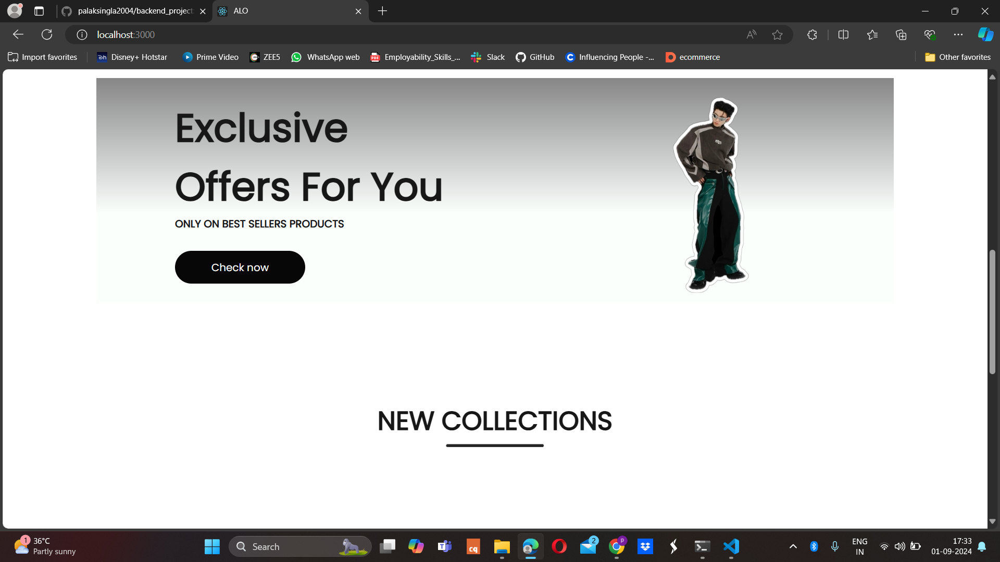 palaksingla2004/backend_project
ALO
localhost:3000
Import favorites
Disney+ Hotstar
Prime Video
ZEE5
WhatsApp web
Employability_Skills_...
Slack
GitHub
Influencing People -...
ecommerce
Other favorites
Exclusive
Offers For You
ONLY ON BEST SELLERS PRODUCTS
Check now
NEW COLLECTIONS
1
36°C
Partly sunny
Search
cq
2
p
ENG
IN
17:33
01-09-2024